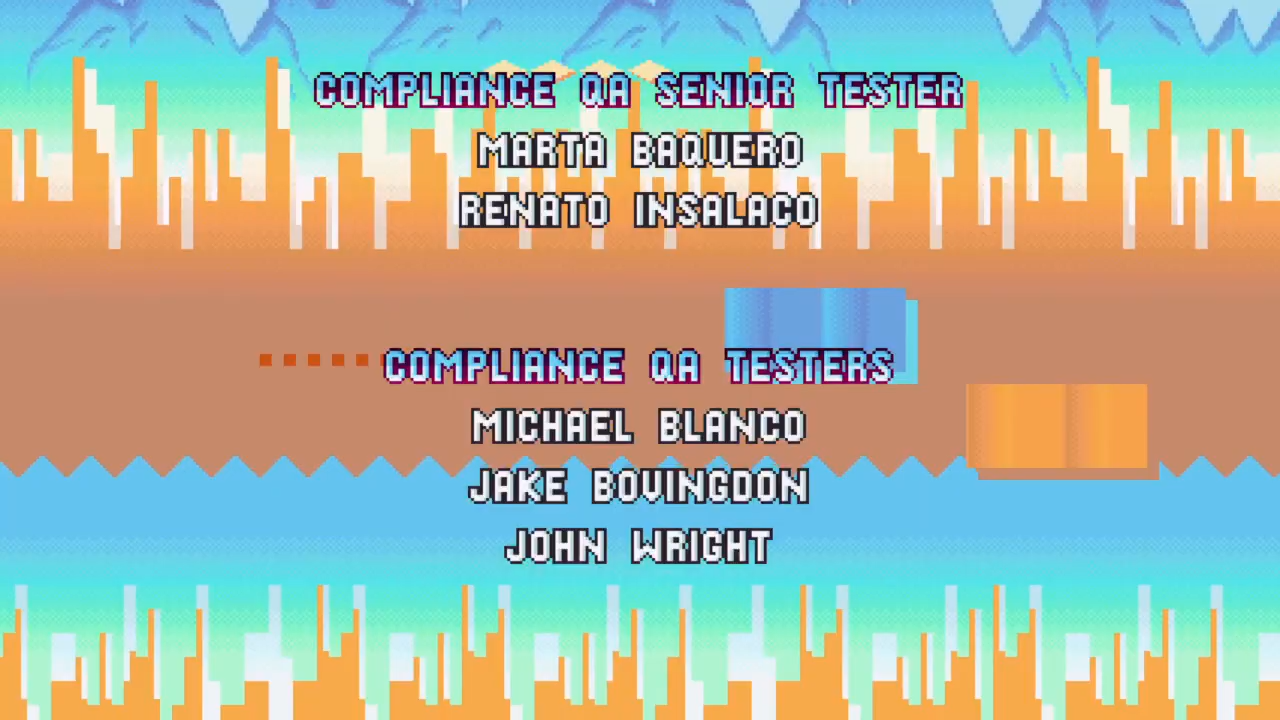 COMPLIANCE QA SENIOR TESTER
MARTA BAQUERO
RENATO INSALACO
COMPLIANCE QA TESTERS
MICHAEL BLANCO
JAKE BOVINGDON
JOHN WRIGHT